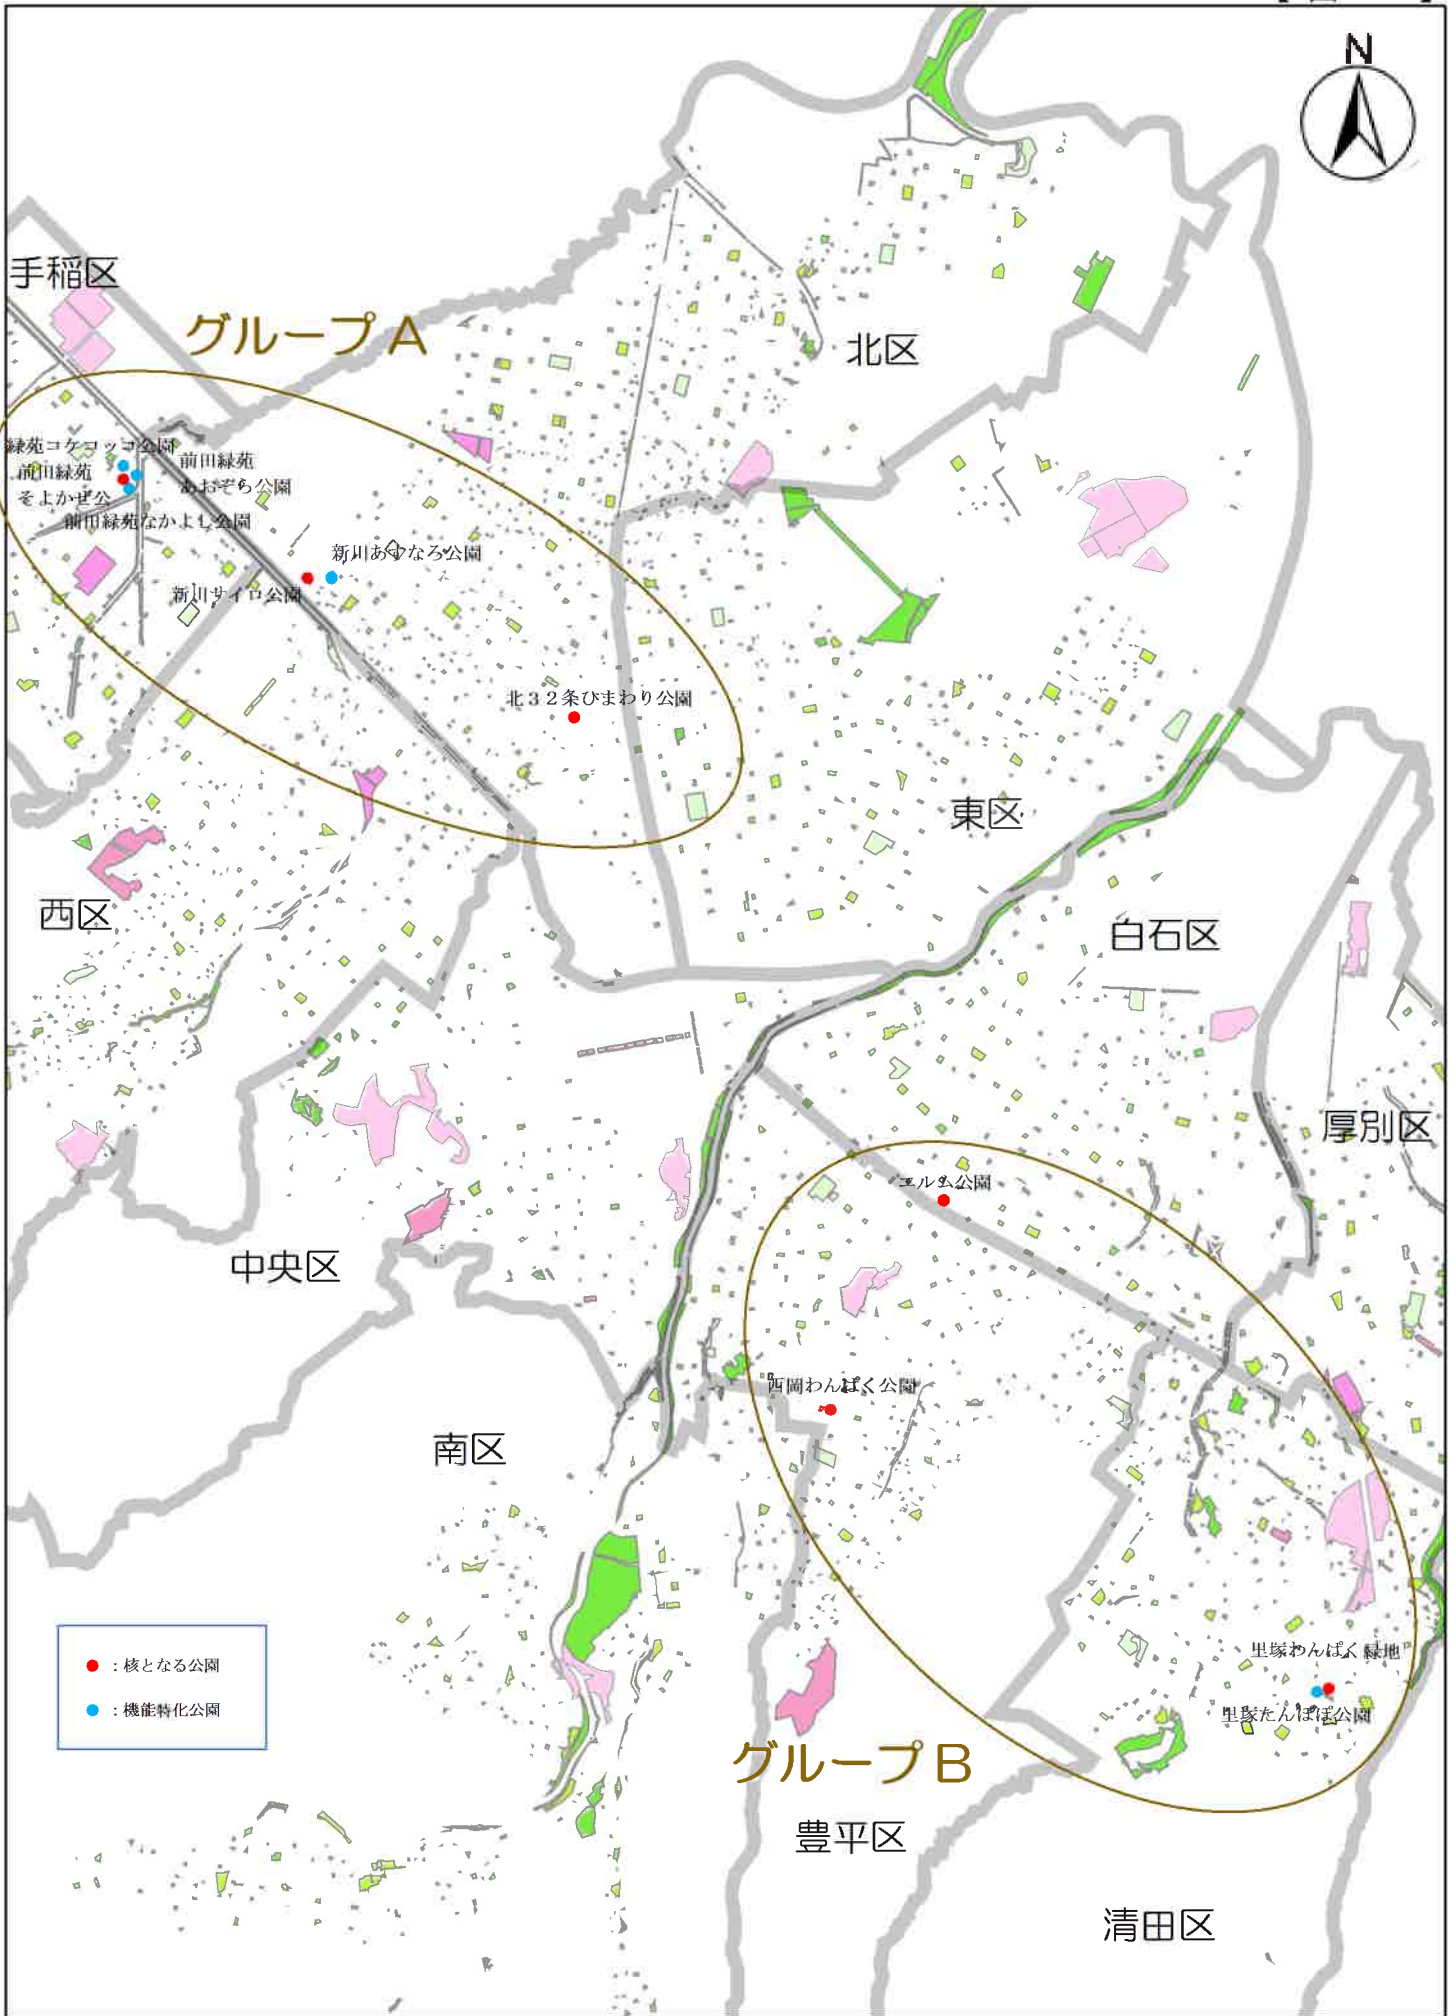 N
手稲区
グループA
北区
緑苑コケコッコ公園
前田緑苑
そよかぜ公
前田緑苑
あおぞら公園
前田緑苑なかよし公園
新川あすなろ公園
新川サイロ公園
北32条ひまわり公園
東区
西区
白石区
厚別区
エルム公園
中央区
西岡わんぱく公園
南区
里塚わんぱく緑地
里塚たんぽぽ公園
:核となる公園
:機能特化公園
グループB
豊平区
清田区